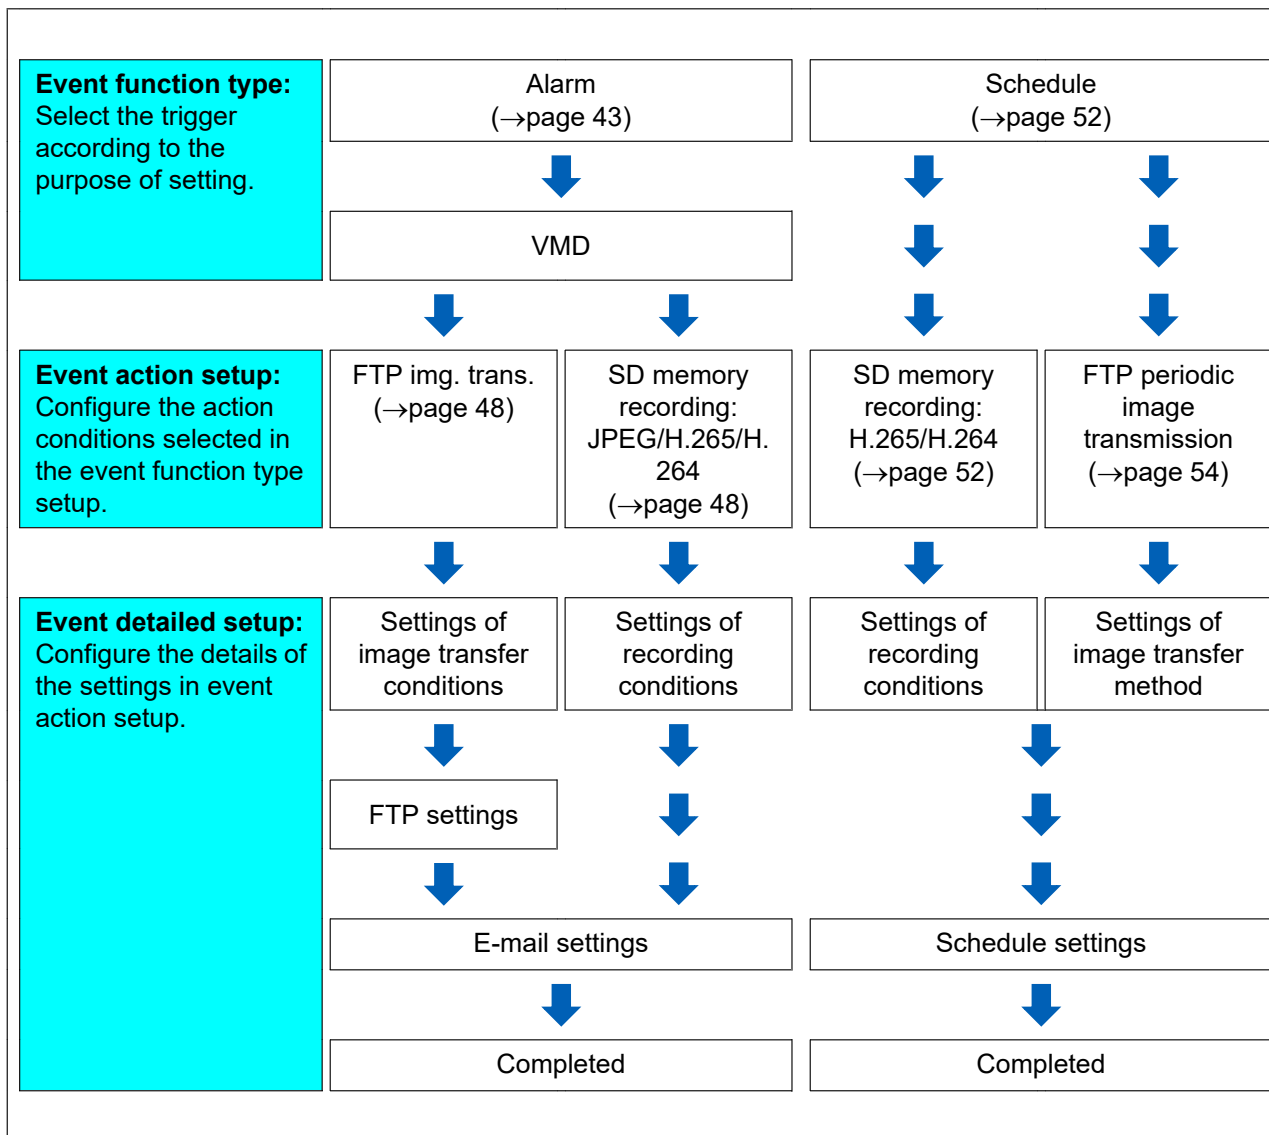 Event function type:
Select the trigger
according to the
purpose of setting.
Alarm
(→page 43)
Schedule
(→page 52)
VMD
Event action setup:
Configure the action
conditions selected in
the event function type
setup.
FTP img. trans.
(→page 48)
SD memory
recording:
JPEG/H.265/H.
264
(→page 48)
SD memory
recording:
H.265/H.264
(→page 52)
FTP periodic
image
transmission
(→page 54)
Event detailed setup:
Configure the details of
the settings in event
action setup.
Settings of
image transfer
conditions
Settings of
recording
conditions
Settings of
recording
conditions
Settings of
image transfer
method
FTP settings
E-mail settings
Schedule settings
Completed
Completed